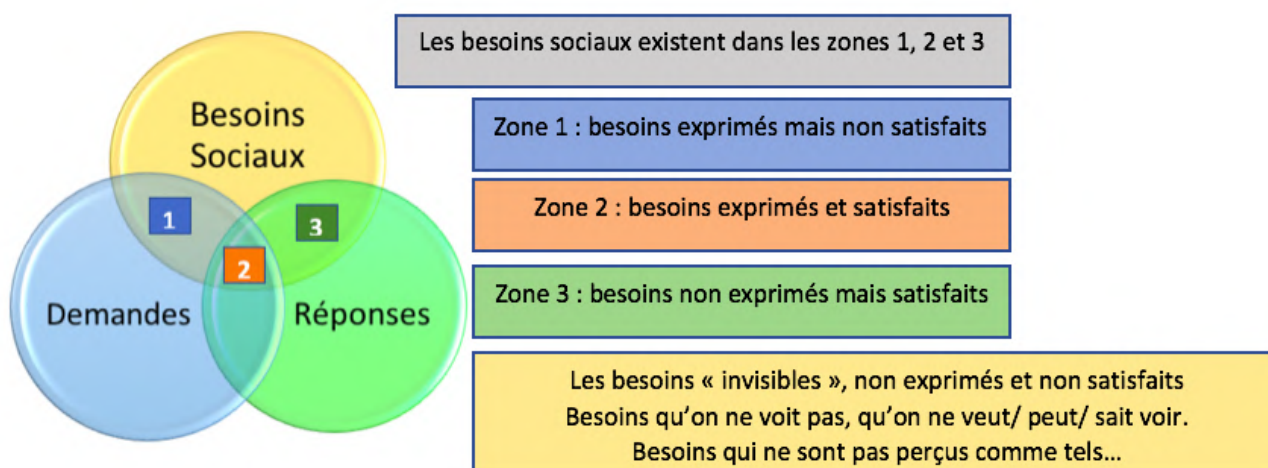 Besoins
Sociaux
1
3
2
Demandes
Réponses
Les besoins sociaux existent dans les zones 1, 2 et 3
Zone 1 : besoins exprimés mais non satisfaits
Zone 2 : besoins exprimés et satisfaits
Zone 3 : besoins non exprimés mais satisfaits
Les besoins « invisibles », non exprimés et non satisfaits
Besoins qu'on ne voit pas, qu'on ne veut/ peut/ sait voir.
Besoins qui ne sont pas perçus comme tels...